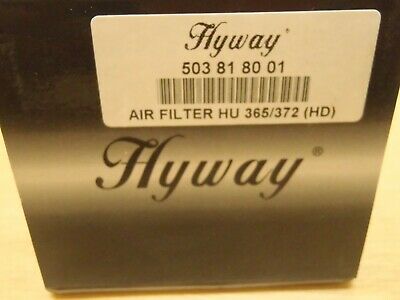 Hyway®
503 81 80 01
AIR FILTER HU 365/372 (HD)
Hyway®